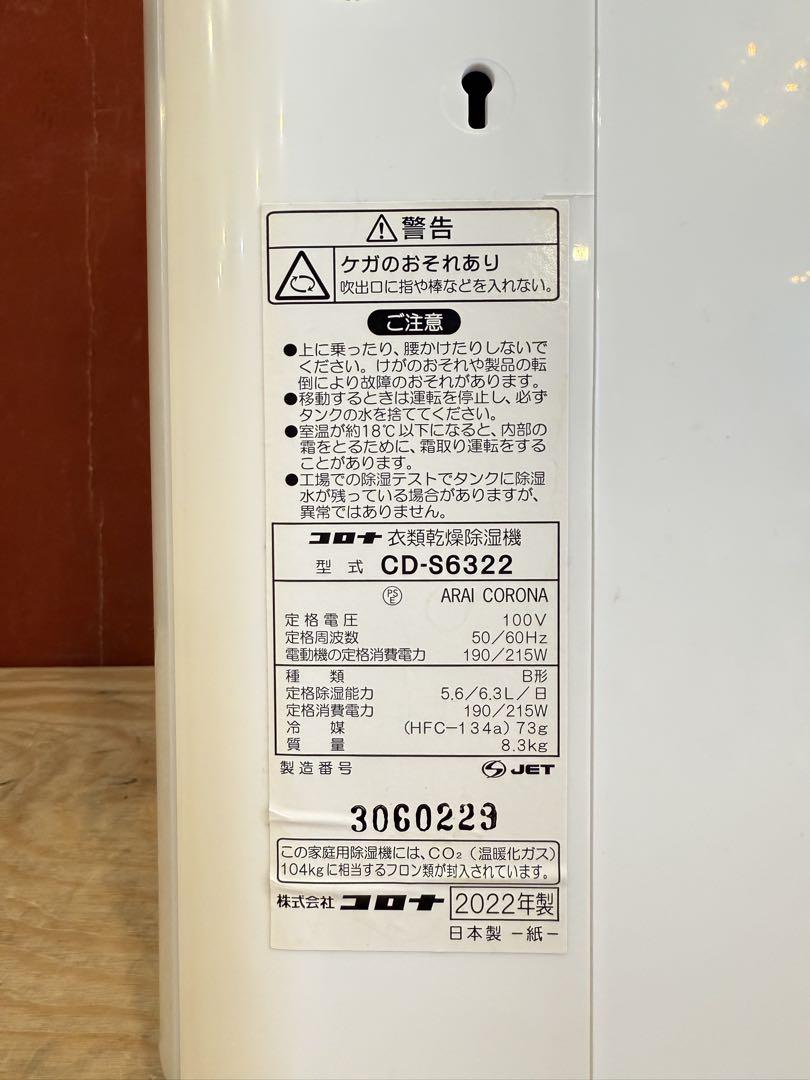 ⚠警告
ケガのおそれあり
吹出口に指や棒などを入れない。
ご注意
●上に乗ったり、腰かけたりしないで
ください。けがのおそれや製品の転
倒により故障のおそれがあります。
●移動するときは運転を停止し、必ず
タンクの水を捨ててください。
●室温が約18℃以下になると、内部の
霜をとるために、霜取り運転をする
ことがあります。
●工場での除湿テストでタンクに除湿
水が残っている場合がありますが、
異常ではありません。
コロナ 衣類乾燥除湿機
型式 CD-S6322
PSE ARAI CORONA
定格電圧 100V
定格周波数 50/60Hz
電動機の定格消費電力 190/215W
種類 B形
定格除湿能力 5.6/6.3L/日
定格消費電力 190/215W
冷媒 (HFC-134a) 73g
質量 8.3kg
製造番号 JET
3060229
この家庭用除湿機には、CO₂(温暖化ガス)
104kgに相当するフロン類が封入されています。
株式会社 コロナ 2022年製
日本製 -紙-